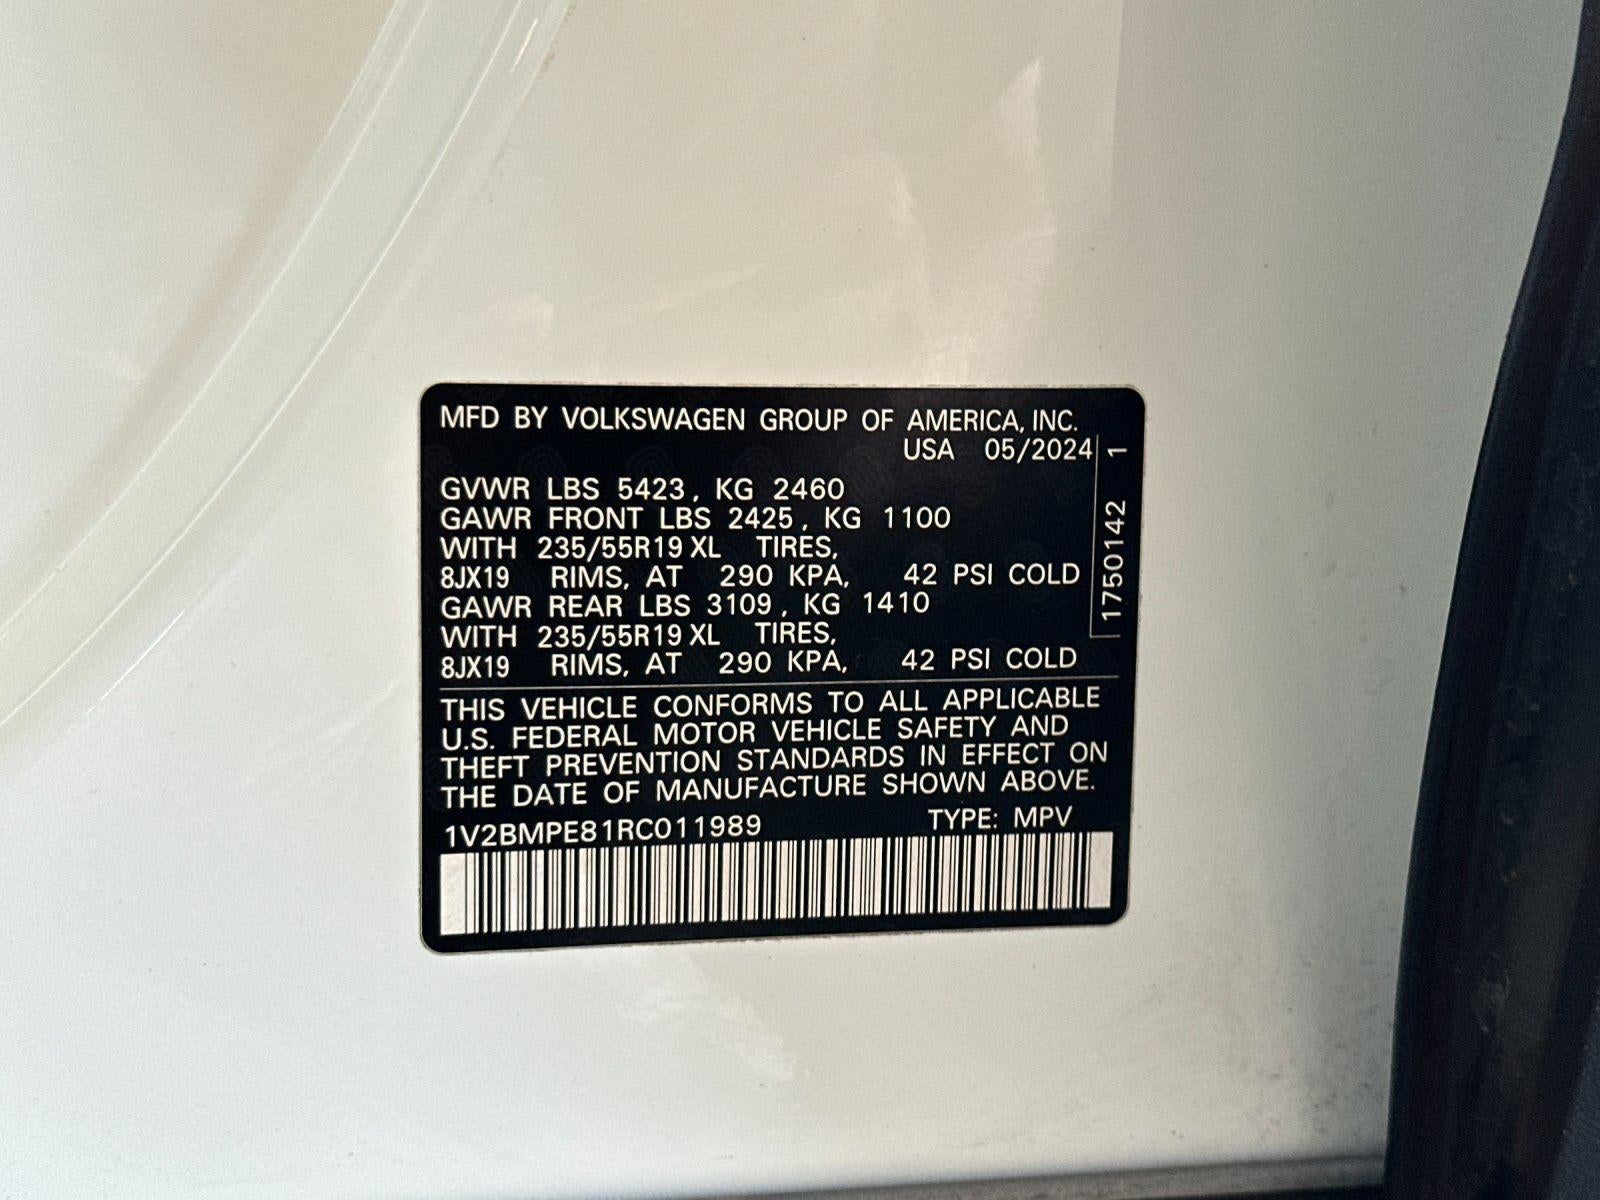 MFD BY VOLKSWAGEN GROUP OF AMERICA, INC.
USA 05/2024
GVWR LBS 5423, KG 2460
GAWR FRONT LBS 2425, KG 1100
WITH 235/55R19 XL TIRES,
8JX19 RIMS, AT 290 KPA, 42 PSI COLD
GAWR REAR LBS 3109, KG 1410
WITH 235/55R19 XL TIRES,
8JX19 RIMS, AT 290 KPA, 42 PSI COLD
1750142 1
THIS VEHICLE CONFORMS TO ALL APPLICABLE
U.S. FEDERAL MOTOR VEHICLE SAFETY AND
THEFT PREVENTION STANDARDS IN EFFECT ON
THE DATE OF MANUFACTURE SHOWN ABOVE.
1V2BMPE81RC011989 TYPE: MPV